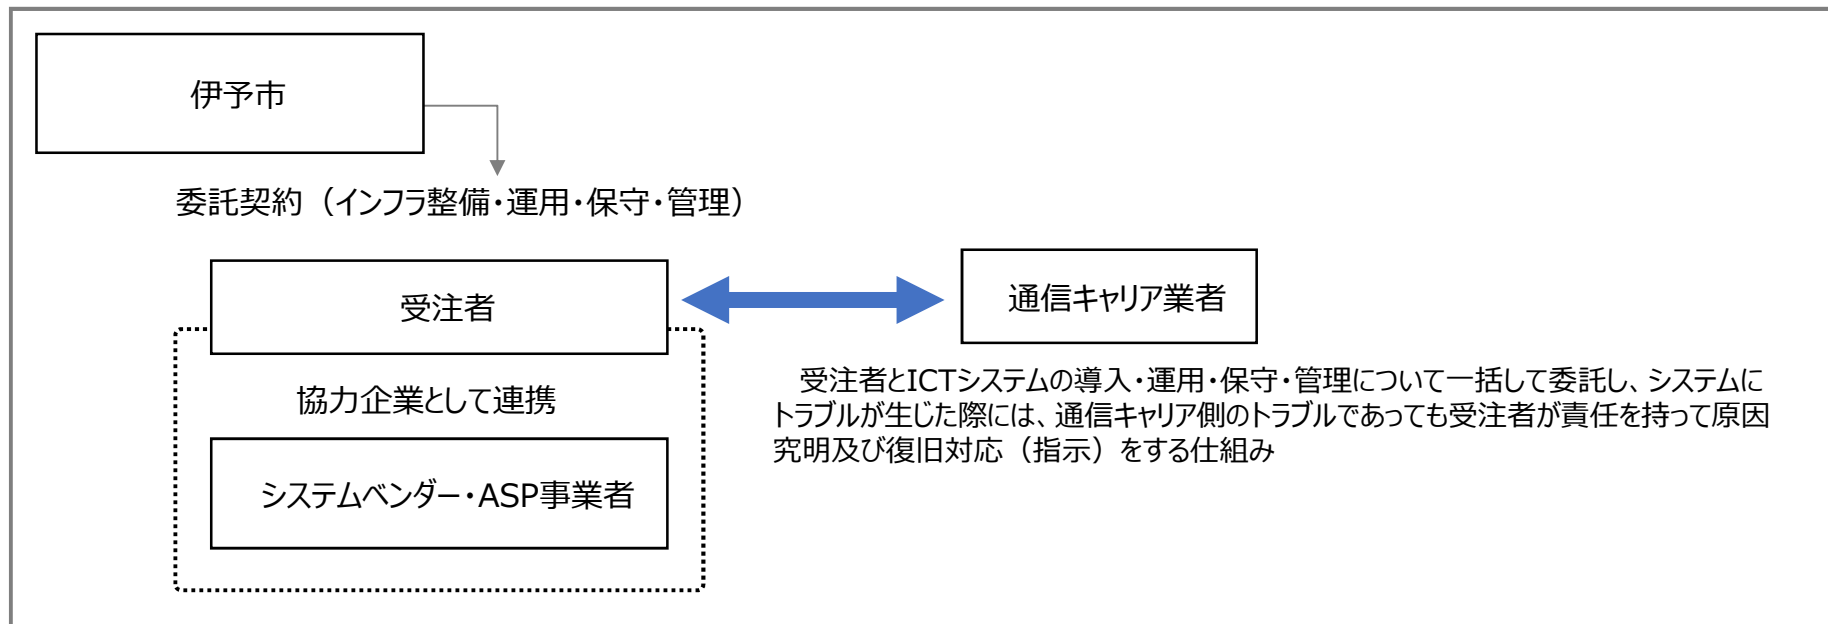 伊予市
委託契約（インフラ整備・運用・保守・管理）
受注者
通信キャリア業者
協力企業として連携
システムベンダー・ASP事業者
受注者とICTシステムの導入・運用・保守・管理について一括して委託し、システムに
トラブルが生じた際には、通信キャリア側のトラブルであっても受注者が責任を持って原因
究明及び復旧対応（指示）をする仕組み